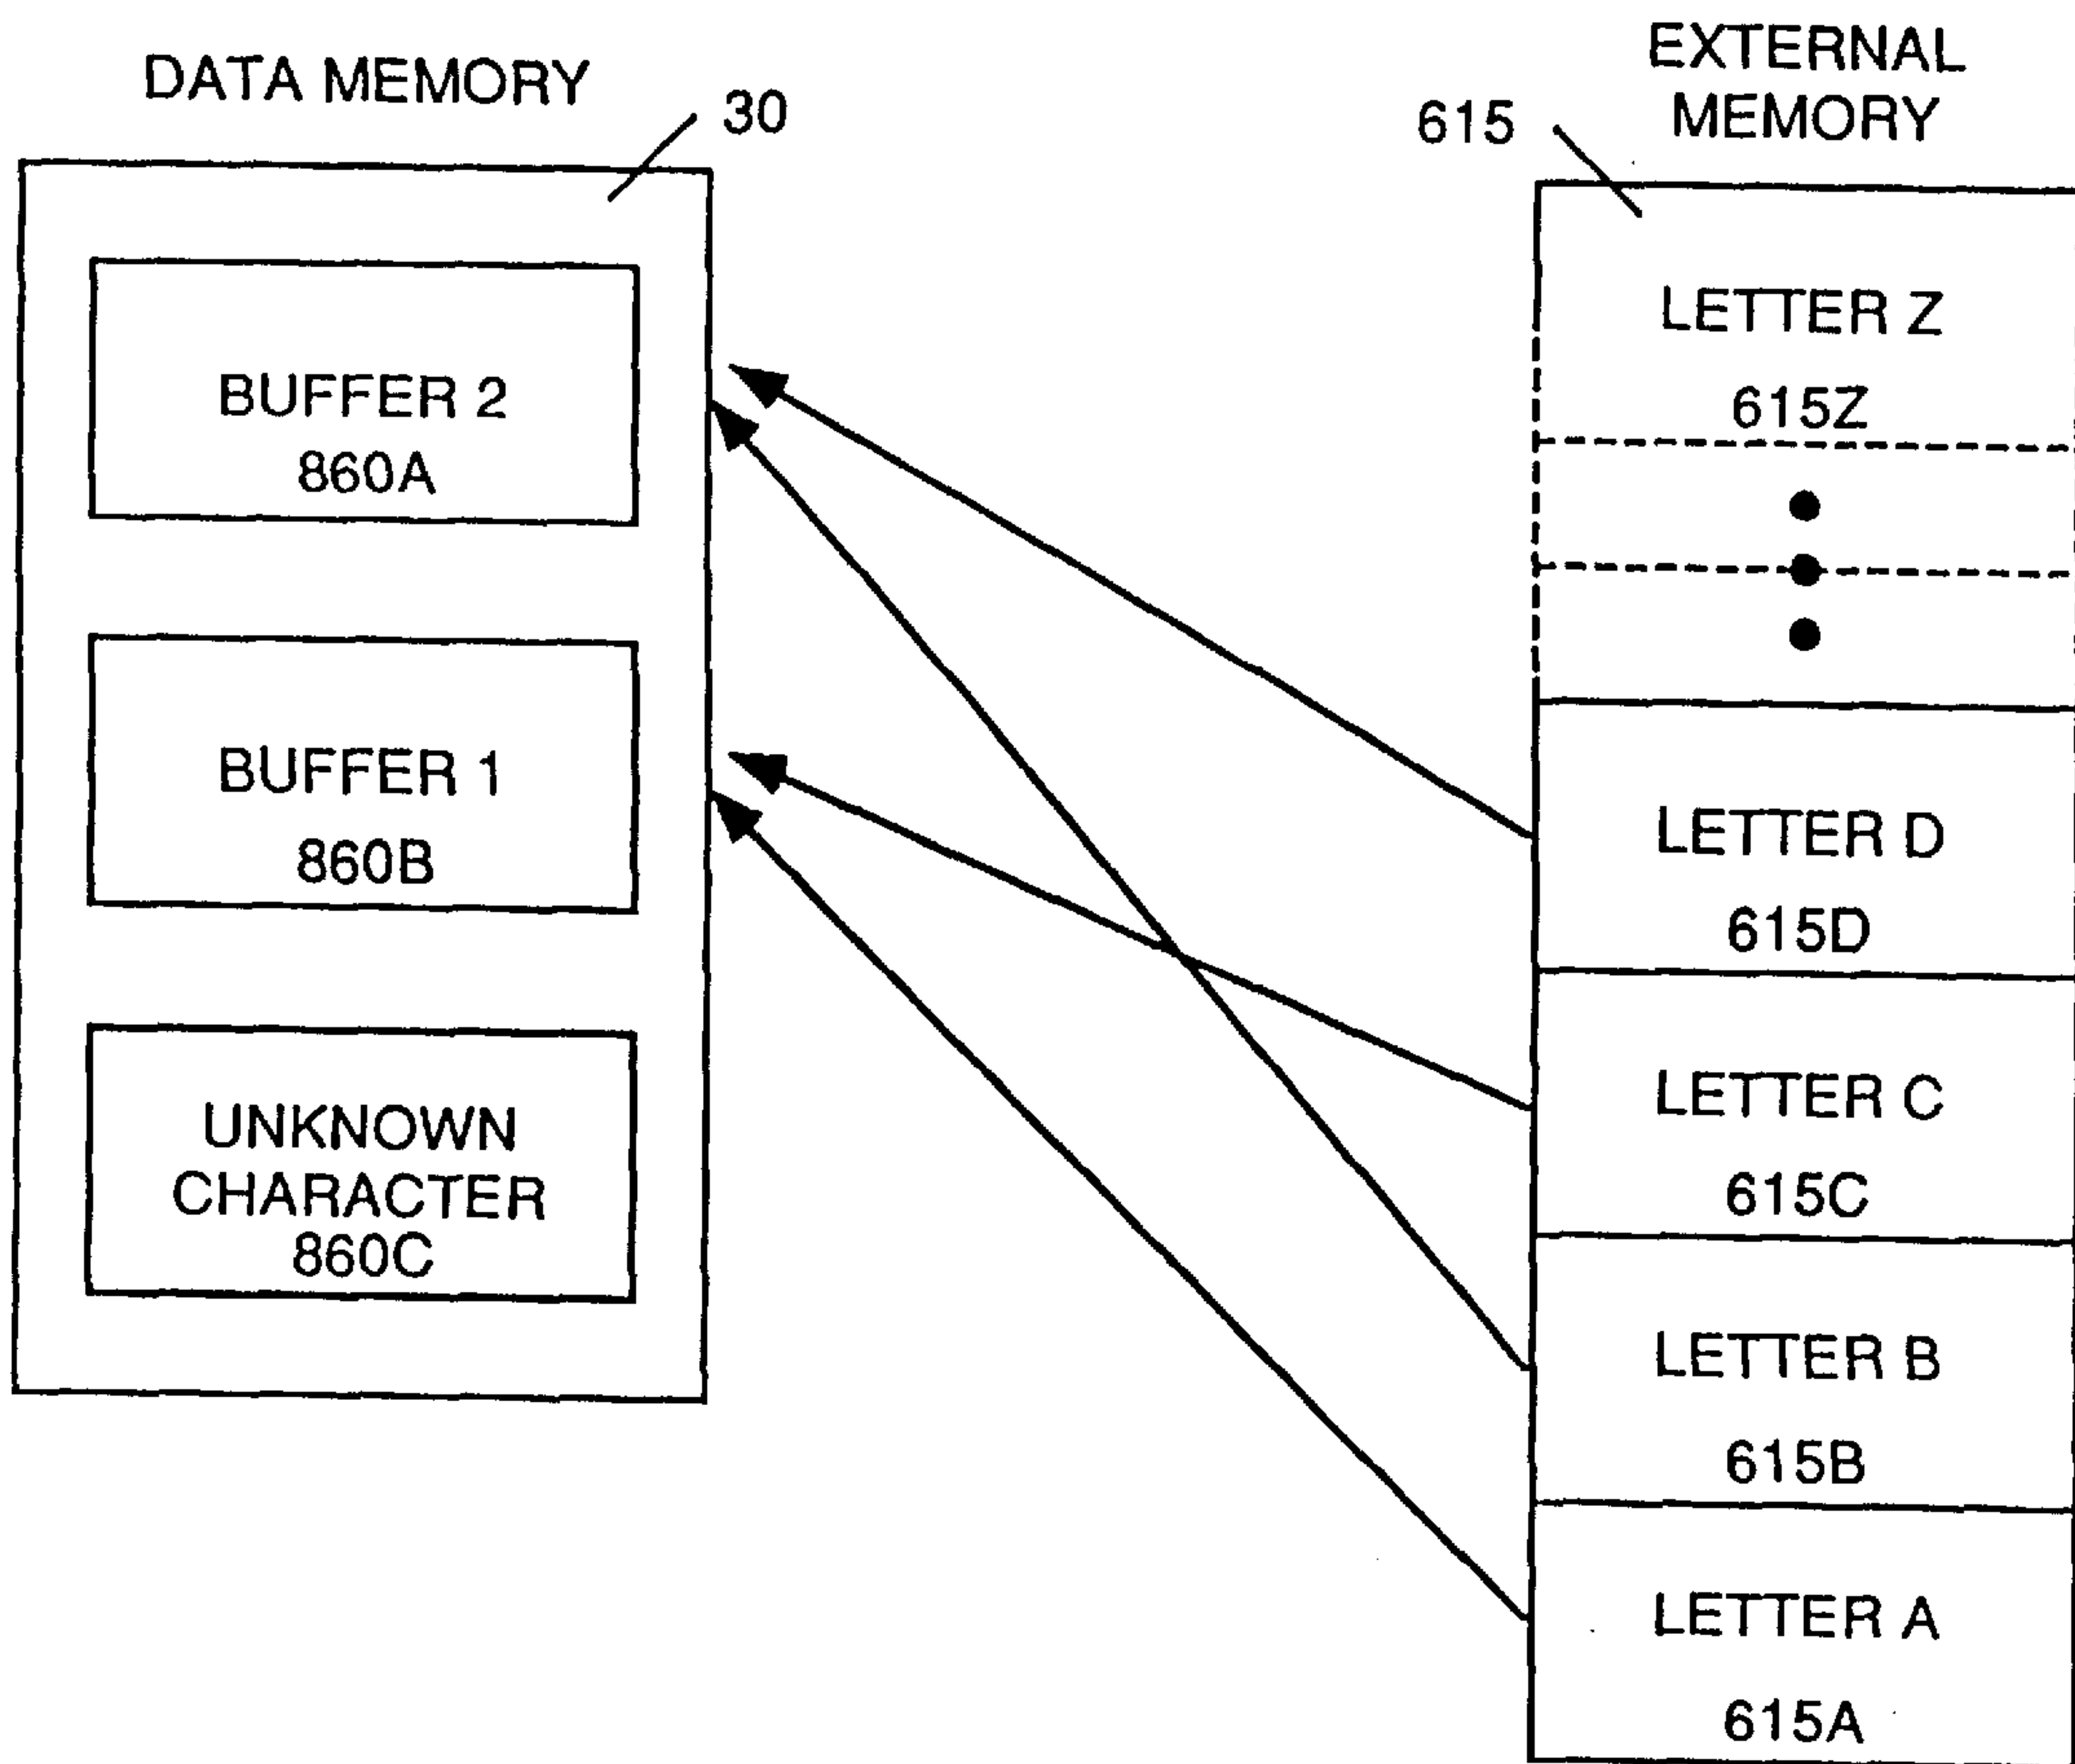 DATA MEMORY
30
BUFFER 2
860A
BUFFER 1
860B
UNKNOWN
CHARACTER
860C
EXTERNAL
MEMORY
615
LETTER Z
615Z
LETTER D
615D
LETTER C
615C
LETTER B
615B
LETTER A
615A